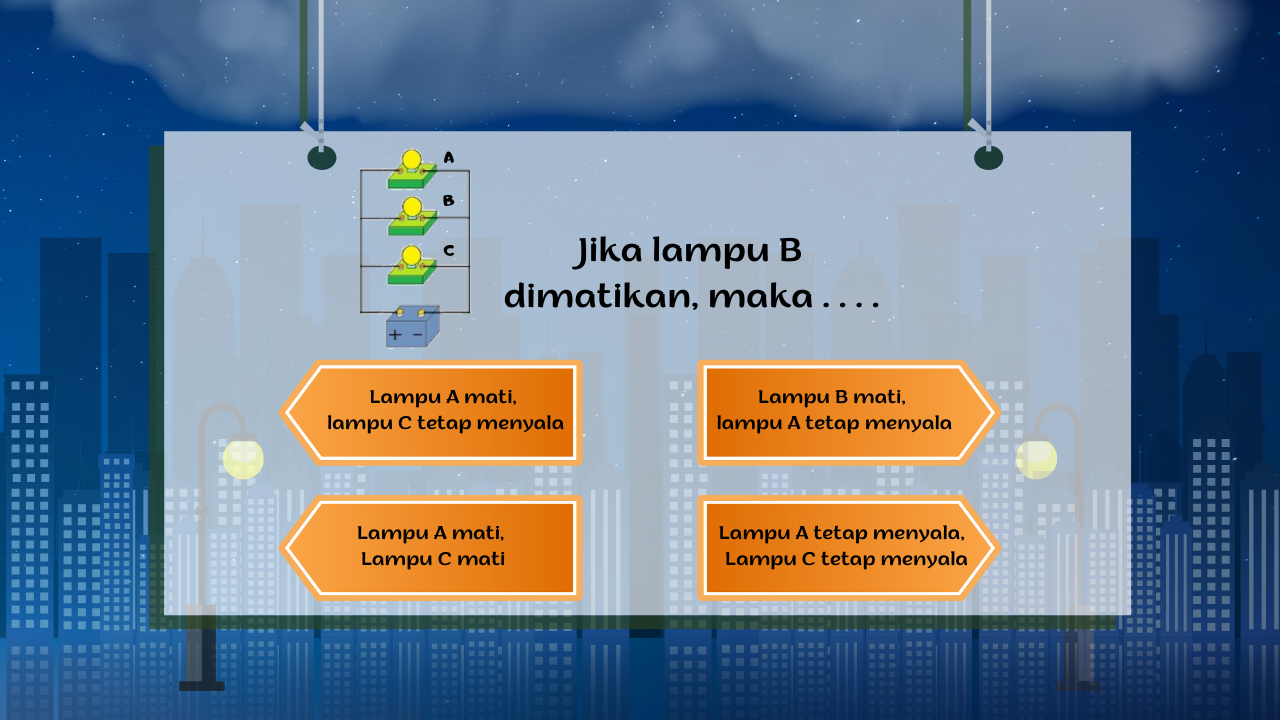 A
B
C
+ -
Jika lampu B
dimatikan, maka . . . .
Lampu A mati,
lampu C tetap menyala
Lampu B mati,
lampu A tetap menyala
Lampu A mati,
Lampu C mati
Lampu A tetap menyala,
Lampu C tetap menyala